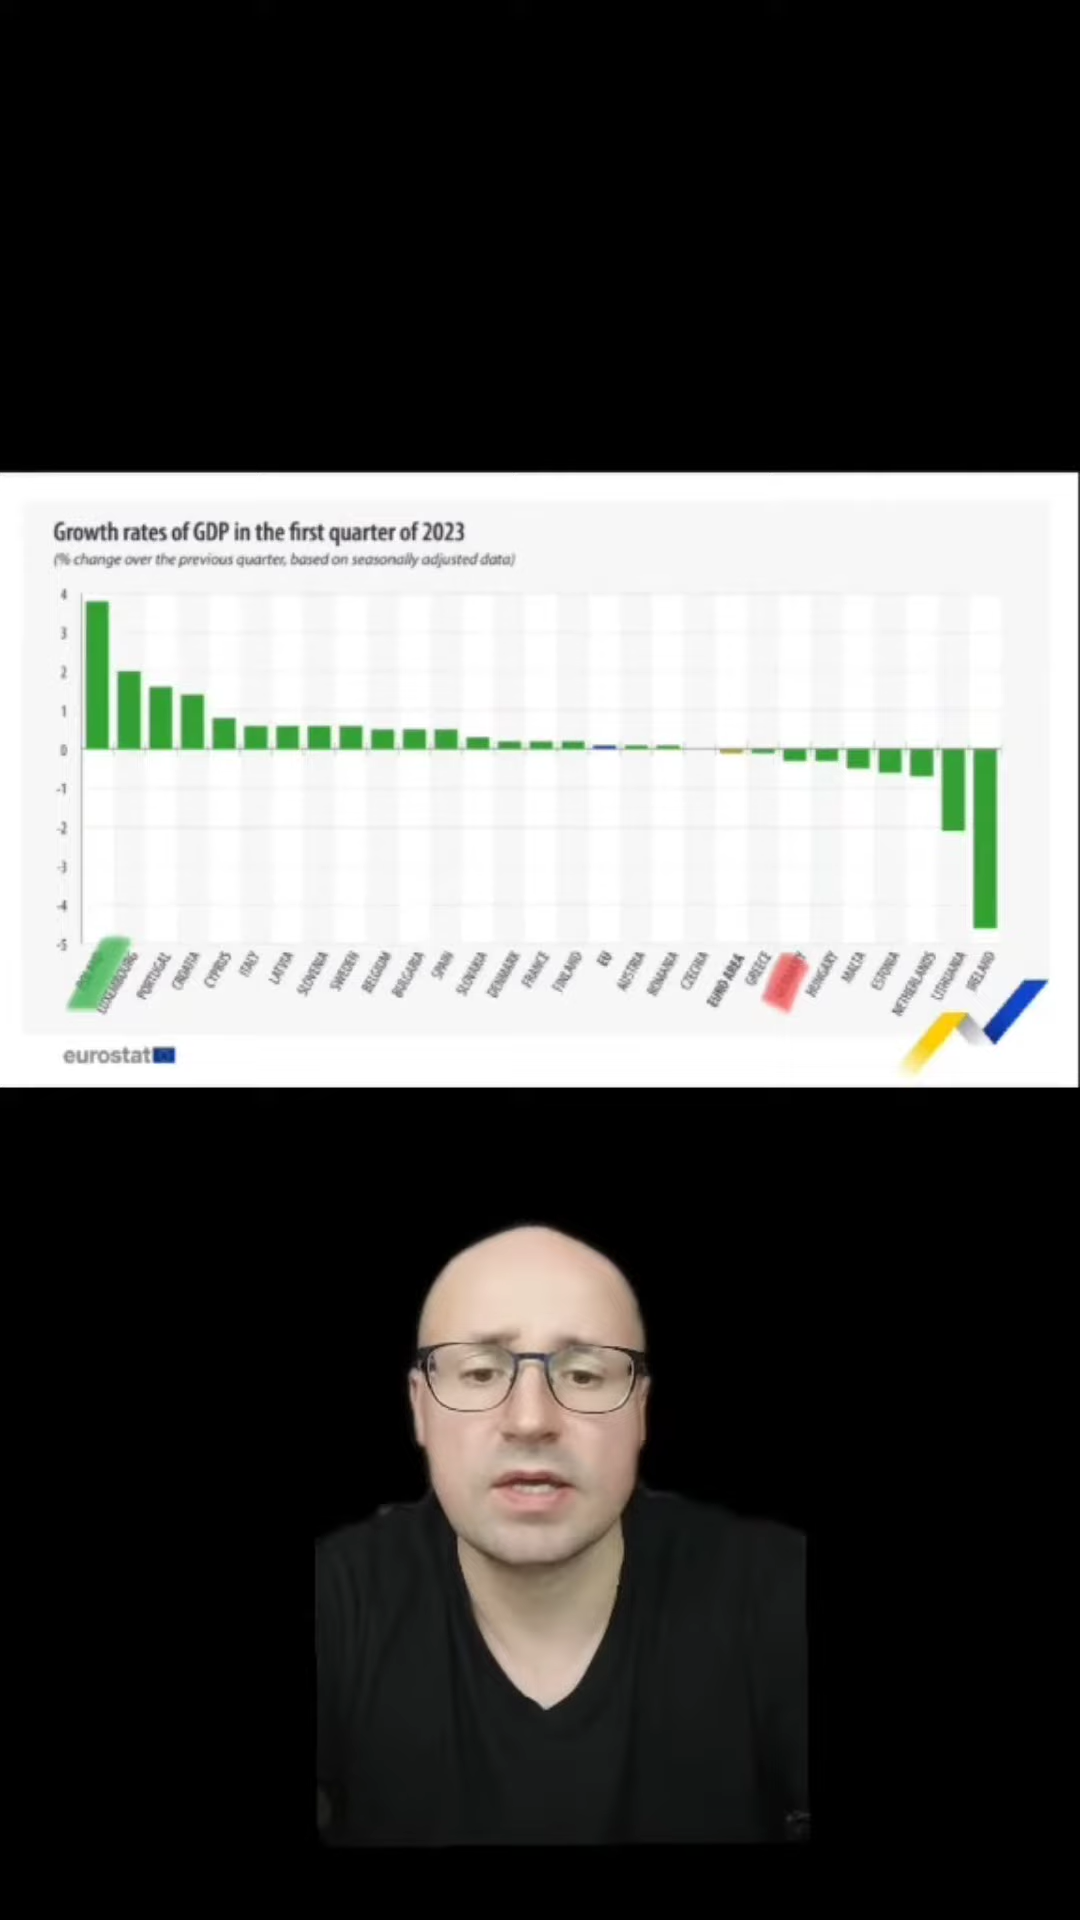 Growth rates of GDP in the first quarter of 2023
(% change over the previous quarter, based on seasonally adjusted data)
4
3
2
1
0
-1
-2
-3
-4
-5
POLAND
LUXEMBOURG
PORTUGAL
CROATIA
CYPRUS
ITALY
LATVIA
SLOVENIA
SWEDEN
BELGIUM
BULGARIA
SPAIN
SLOVAKIA
DENMARK
FRANCE
FINLAND
EU
AUSTRIA
ROMANIA
CZECHIA
EURO AREA
GREECE
GERMANY
HUNGARY
MALTA
ESTONIA
NETHERLANDS
LITHUANIA
IRELAND
eurostat